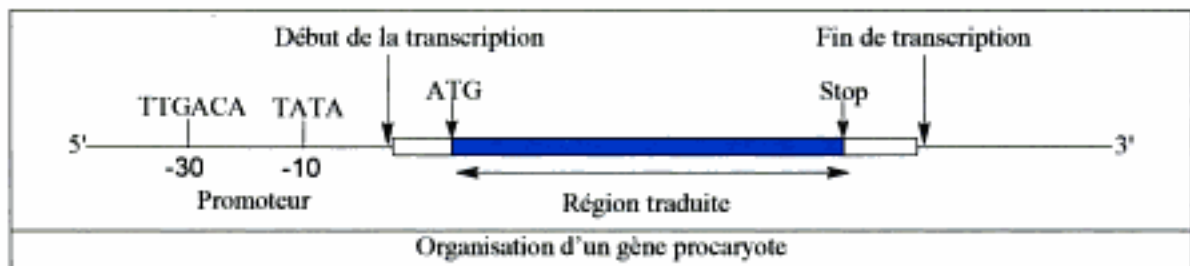 Début de la transcription Fin de transcription
ATG Stop
TTGACA TATA
5' 3'
-30 -10
Promoteur Région traduite
Organisation d'un gène procaryote